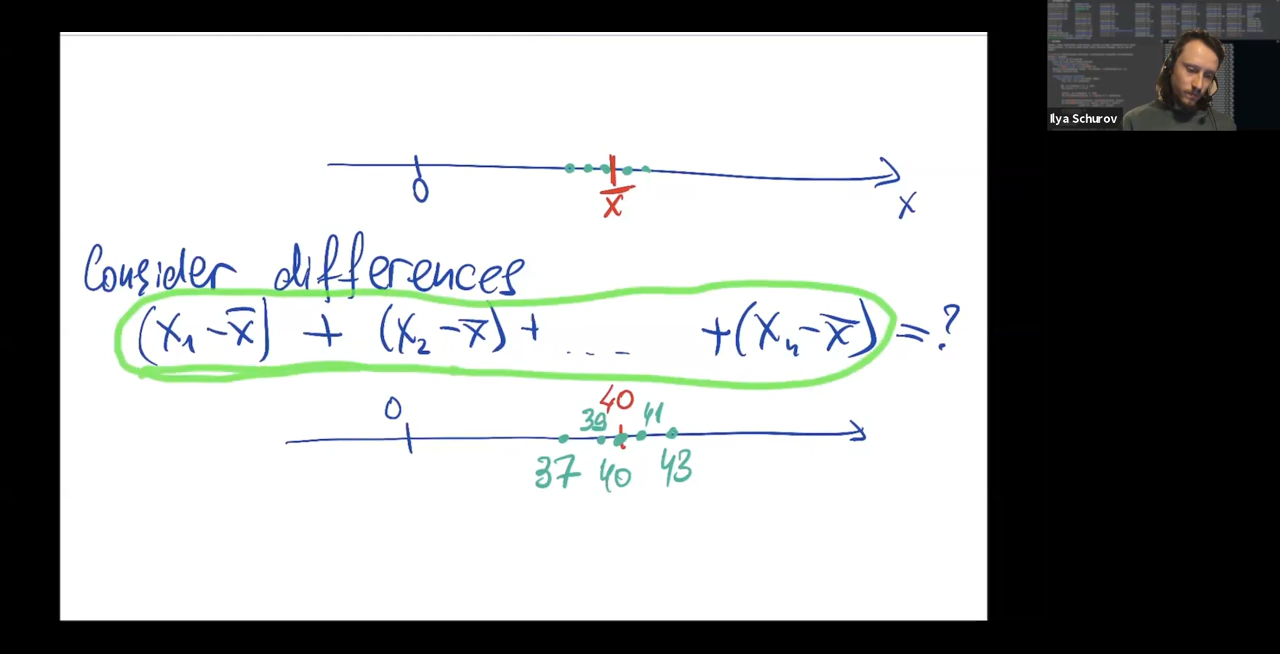 Ilya Schurov
0
x̄
x
Consider differences
(x₁ - x̄) + (x₂ - x̄) + ... + (xₙ - x̄) = ?
40
0 39 41
37 40 43